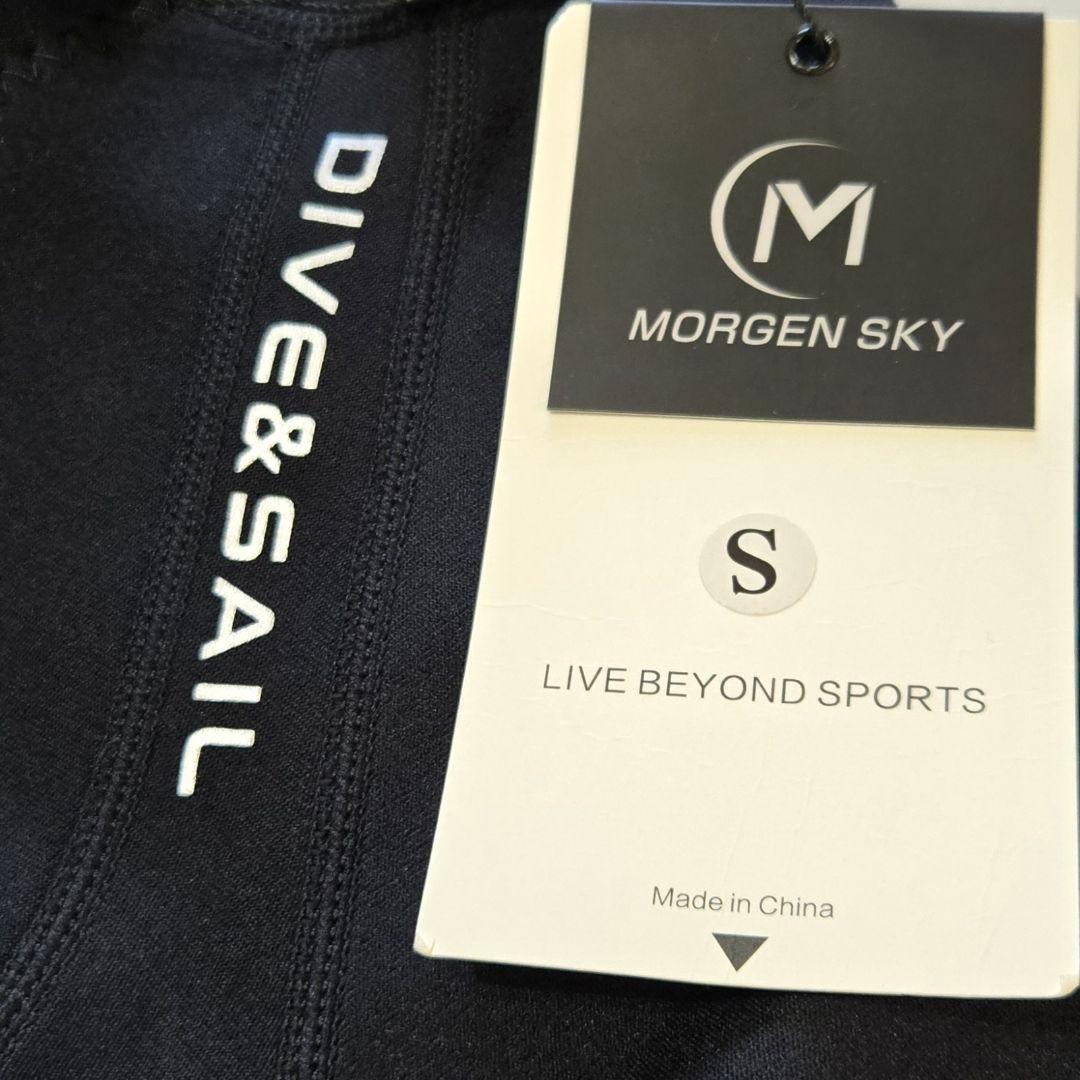 DIVE&SAIL
M
MORGEN SKY
S
LIVE BEYOND SPORTS
Made in China